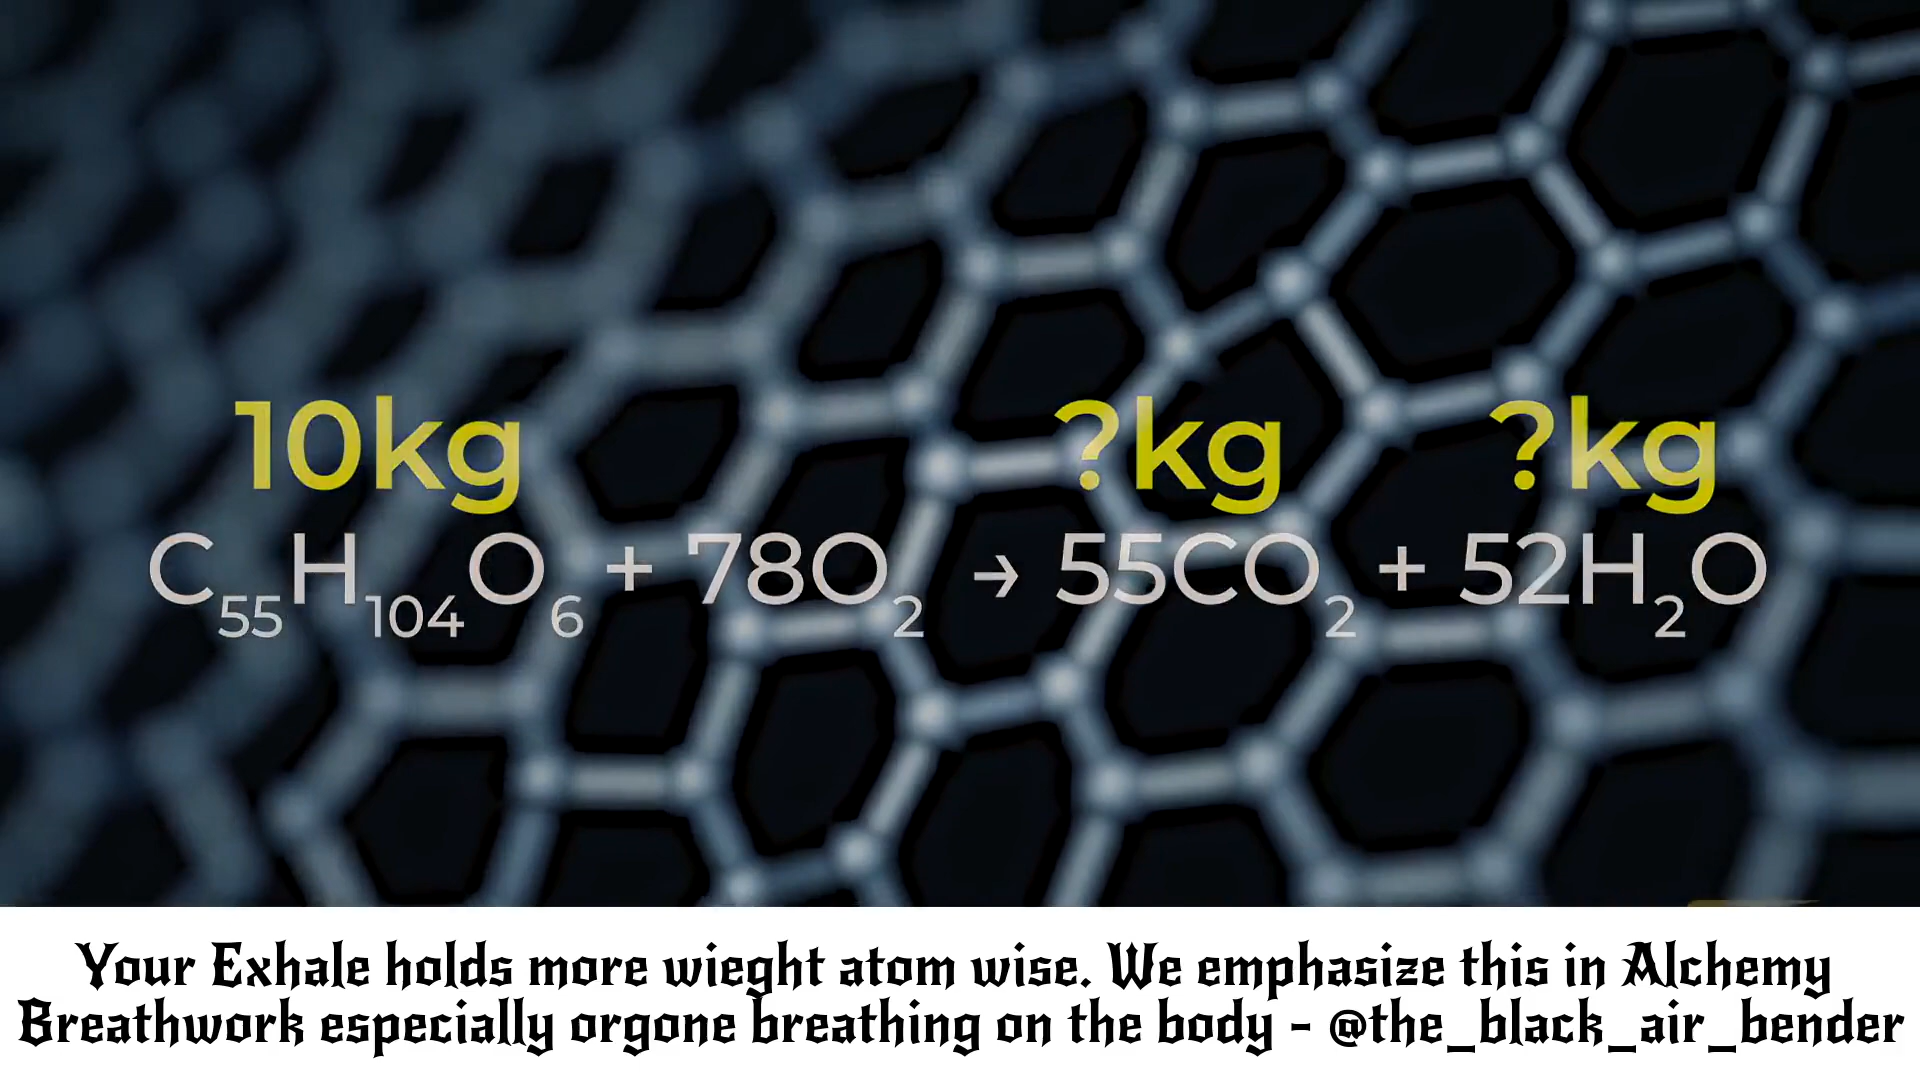 10kg ?kg ?kg
C₅₅H₁₀₄O₆ + 78O₂ → 55CO₂ + 52H₂O
Your Exhale holds more wieght atom wise. We emphasize this in Alchemy
Breathwork especially orgone breathing on the body - @the_black_air_bender